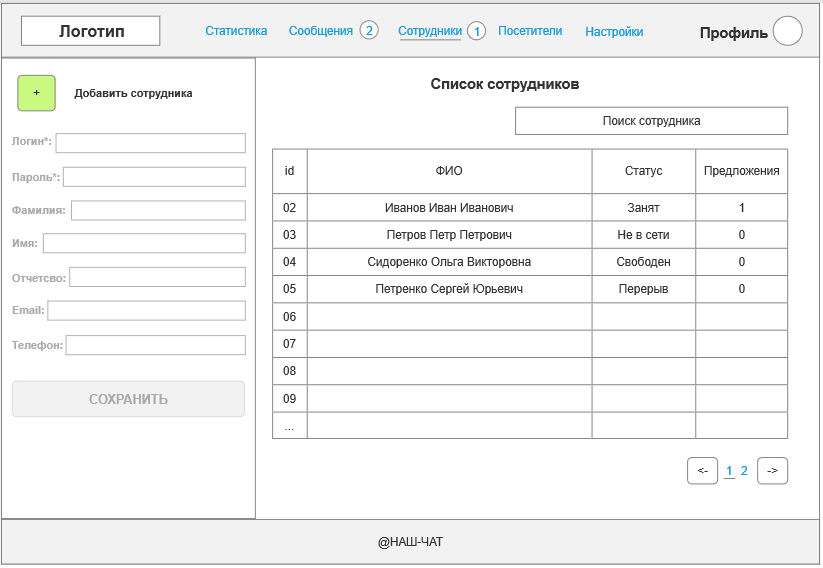 Логотип
Статистика Сообщения 2 Сотрудники 1 Посетители Настройки Профиль
+ Добавить сотрудника
Логин*:
Пароль*:
Фамилия:
Имя:
Отчетсво:
Email:
Телефон:
СОХРАНИТЬ
Список сотрудников
Поиск сотрудника
id ФИО Статус Предложения
02 Иванов Иван Иванович Занят 1
03 Петров Петр Петрович Не в сети 0
04 Сидоренко Ольга Викторовна Свободен 0
05 Петренко Сергей Юрьевич Перерыв 0
06
07
08
09
...
<- 1 2 ->
@НАШ-ЧАТ